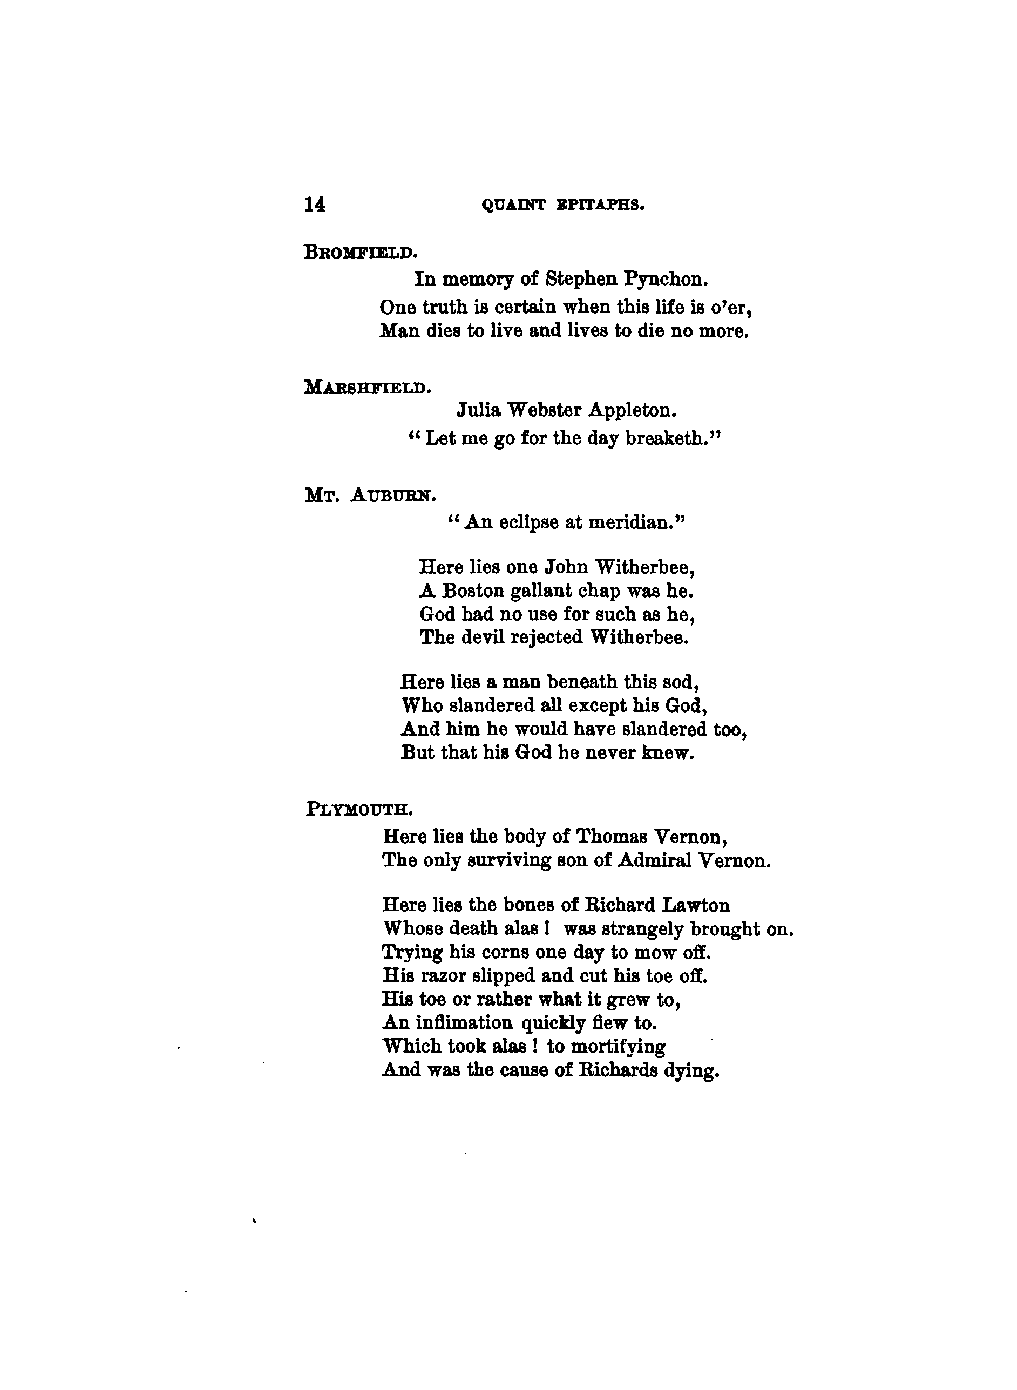 14 QUAINT EPITAPHS.
BROMFIELD.
In memory of Stephen Pynchon.
One truth is certain when this life is o'er,
Man dies to live and lives to die no more.
MARSHFIELD.
Julia Webster Appleton.
“ Let me go for the day breaketh.”
MT. AUBURN.
“ An eclipse at meridian.”
Here lies one John Witherbee,
A Boston gallant chap was he.
God had no use for such as he,
The devil rejected Witherbee.
Here lies a man beneath this sod,
Who slandered all except his God,
And him he would have slandered too,
But that his God he never knew.
PLYMOUTH.
Here lies the body of Thomas Vernon,
The only surviving son of Admiral Vernon.
Here lies the bones of Richard Lawton
Whose death alas ! was strangely brought on.
Trying his corns one day to mow off.
His razor slipped and cut his toe off.
His toe or rather what it grew to,
An inflimation quickly flew to.
Which took alas ! to mortifying
And was the cause of Richards dying.